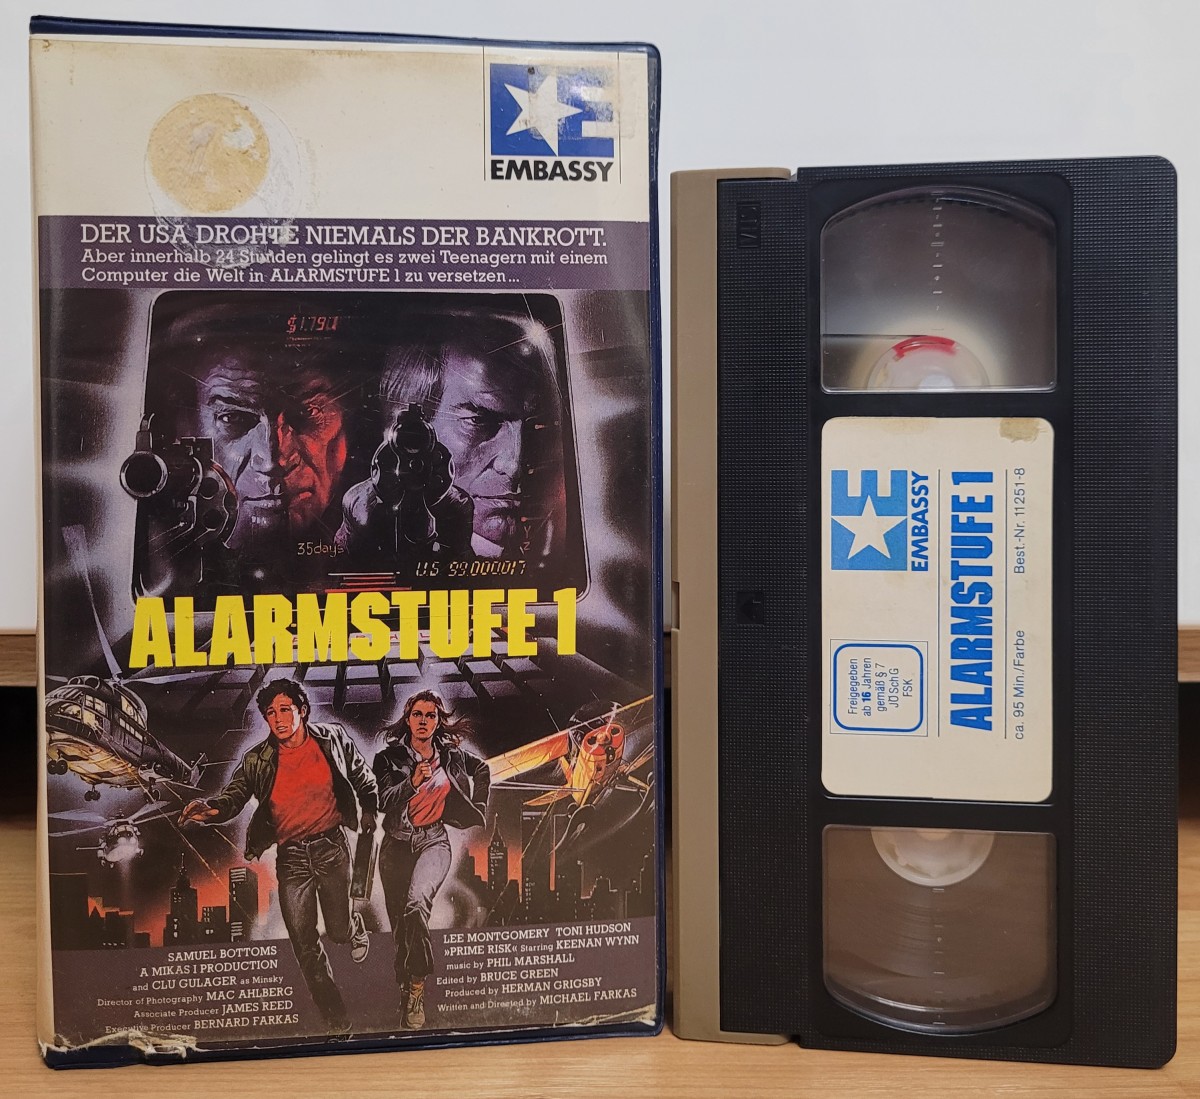 EMBASSY
DER USA DROHTE NIEMALS DER BANKROTT.
Aber innerhalb 24 Stunden gelingt es zwei Teenagern mit einem
Computer die Welt in ALARMSTUFE 1 zu versetzen...
$1.790
35days
Y
Z
U.S 99.000017
ALARMSTUFE 1
SAMUEL BOTTOMS
A MIKAS I PRODUCTION
and CLU GULAGER as Minsky
Director of Photography MAC AHLBERG
Associate Producer JAMES REED
Executive Producer BERNARD FARKAS
LEE MONTGOMERY TONI HUDSON
»PRIME RISK« Starring KEENAN WYNN
music by PHIL MARSHALL
Edited by BRUCE GREEN
Produced by HERMAN GRIGSBY
Written and Directed by MICHAEL FARKAS
VHS
E
EMBASSY
ALARMSTUFE 1
ca. 95 Min./Farbe Best.-Nr. 11251-8
Freigegeben
ab 16 Jahren
gemäß § 7
JÖSchG
FSK